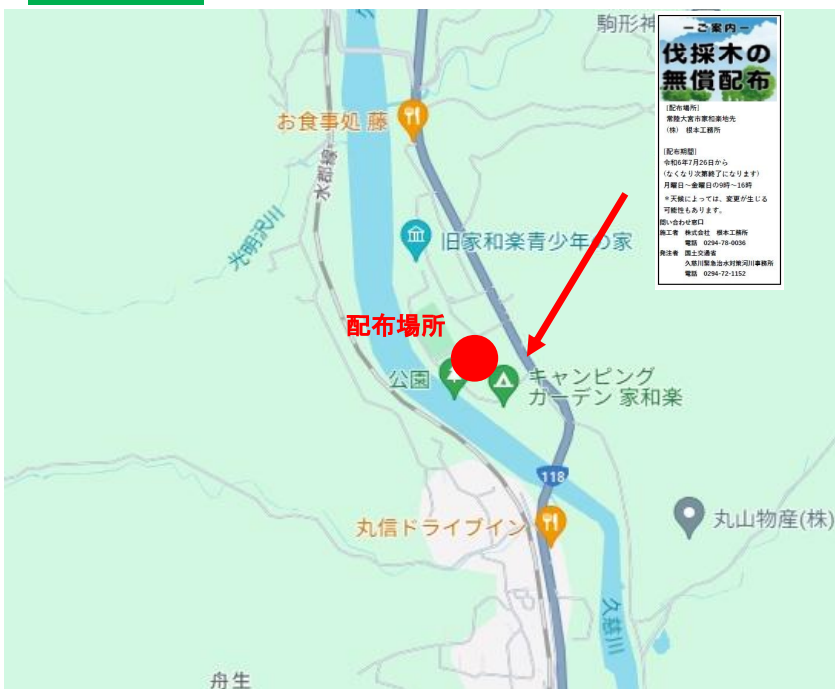 駒形神
ーご案内ー
伐採木の
無償配布
[配布場所]
常陸大宮市家和楽地先
(株) 根本工務所
[配布期間]
令和6年7月26日から
(なくなり次第終了になります)
月曜日～金曜日の9時～16時
*天候によっては、変更が生じる
可能性もあります。
問い合わせ窓口
施工者 株式会社 根本工務所
電話 0294-78-0036
発注者 国土交通省
久慈川緊急治水対策河川事務所
電話 0294-72-1152
お食事処 藤
水郡線
光明沢川
旧家和楽青少年の家
配布場所
公園
キャンピング
ガーデン 家和楽
118
丸信ドライブイン
丸山物産(株)
久慈川
舟生